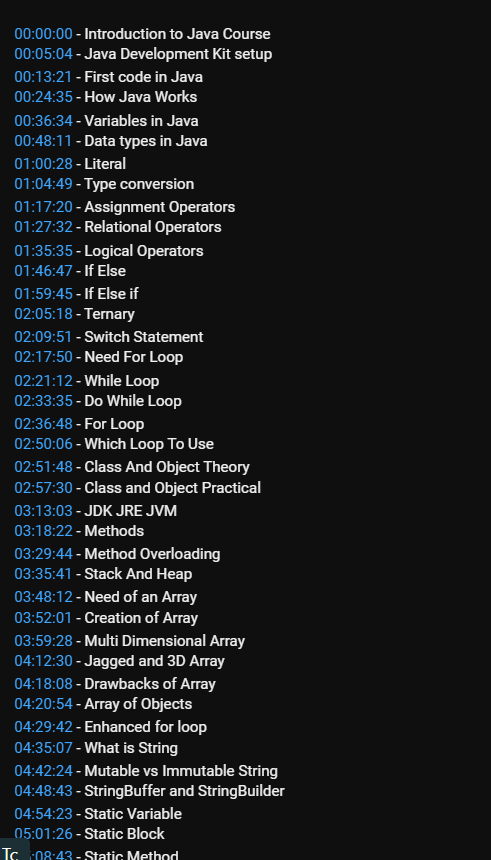 00:00:00 - Introduction to Java Course
00:05:04 - Java Development Kit setup
00:13:21 - First code in Java
00:24:35 - How Java Works
00:36:34 - Variables in Java
00:48:11 - Data types in Java
01:00:28 - Literal
01:04:49 - Type conversion
01:17:20 - Assignment Operators
01:27:32 - Relational Operators
01:35:35 - Logical Operators
01:46:47 - If Else
01:59:45 - If Else if
02:05:18 - Ternary
02:09:51 - Switch Statement
02:17:50 - Need For Loop
02:21:12 - While Loop
02:33:35 - Do While Loop
02:36:48 - For Loop
02:50:06 - Which Loop To Use
02:51:48 - Class And Object Theory
02:57:30 - Class and Object Practical
03:13:03 - JDK JRE JVM
03:18:22 - Methods
03:29:44 - Method Overloading
03:35:41 - Stack And Heap
03:48:12 - Need of an Array
03:52:01 - Creation of Array
03:59:28 - Multi Dimensional Array
04:12:30 - Jagged and 3D Array
04:18:08 - Drawbacks of Array
04:20:54 - Array of Objects
04:29:42 - Enhanced for loop
04:35:07 - What is String
04:42:24 - Mutable vs Immutable String
04:48:43 - StringBuffer and StringBuilder
04:54:23 - Static Variable
05:01:26 - Static Block
Tc :08:43 - Static Method